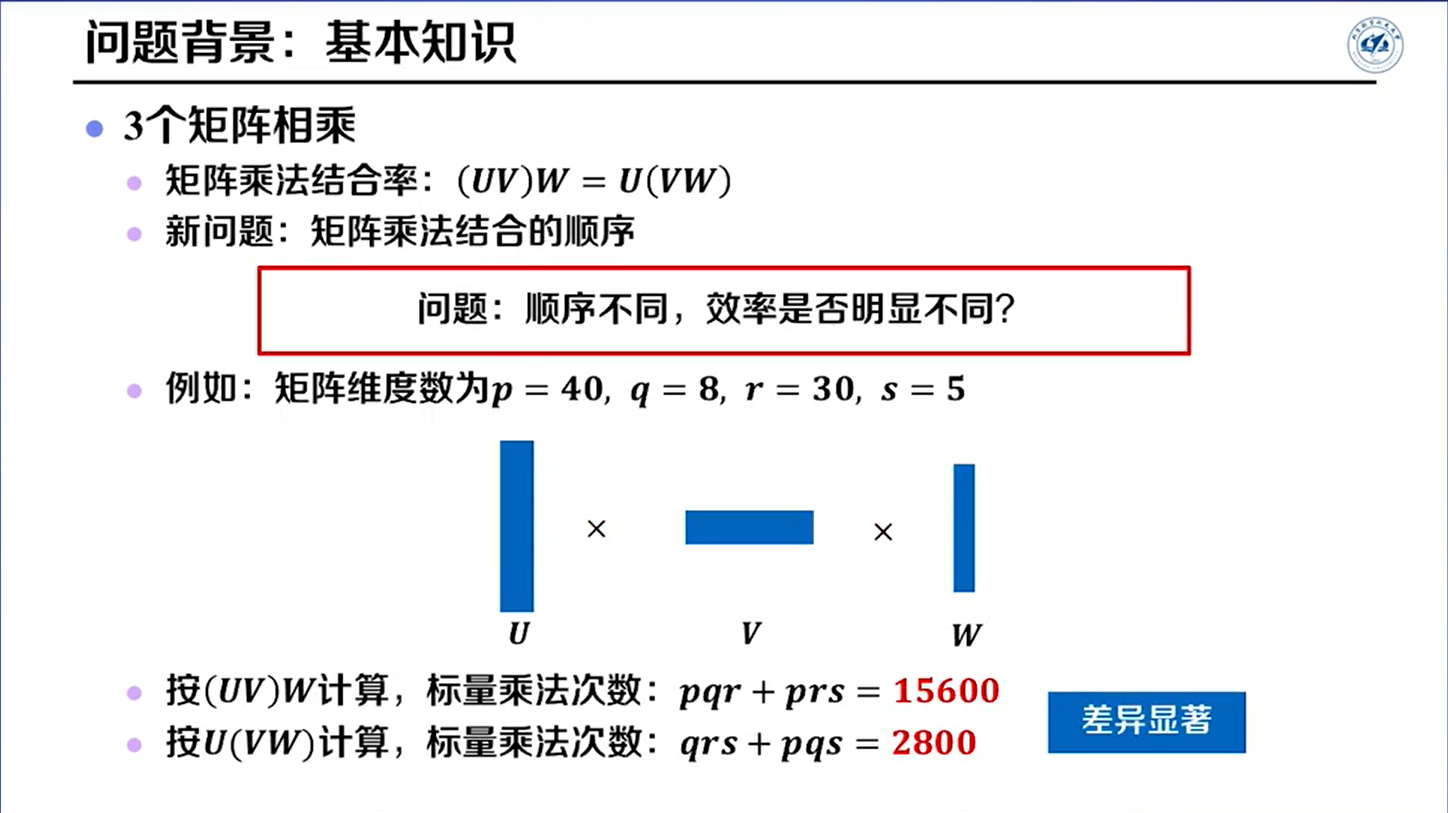 问题背景：基本知识
3个矩阵相乘
矩阵乘法结合率：(UV)W = U(VW)
新问题：矩阵乘法结合的顺序
问题：顺序不同，效率是否明显不同?
例如：矩阵维度数为p = 40, q = 8, r = 30, s = 5
× ×
U V W
按(UV)W计算，标量乘法次数：pqr + prs = 15600
按U(VW)计算，标量乘法次数：qrs + pqs = 2800
差异显著